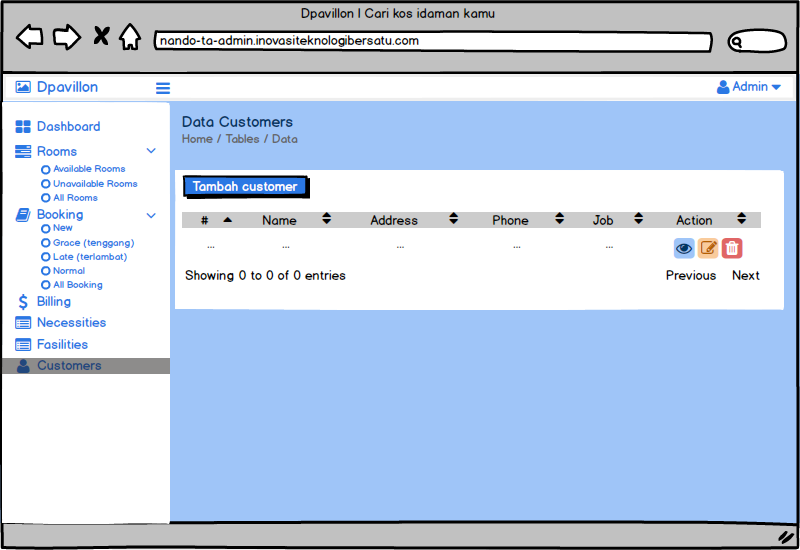 Dpavillon | Cari kos idaman kamu
nando-ta-admin.inovasiteknologibersatu.com
Dpavillon
Admin
Dashboard
Rooms
Available Rooms
Unavailable Rooms
All Rooms
Booking
New
Grace (tenggang)
Late (terlambat)
Normal
All Booking
Billing
Necessities
Fasilities
Customers
Data Customers
Home / Tables / Data
Tambah customer
# Name Address Phone Job Action
... ... ... ... ...
Showing 0 to 0 of 0 entries
Previous Next